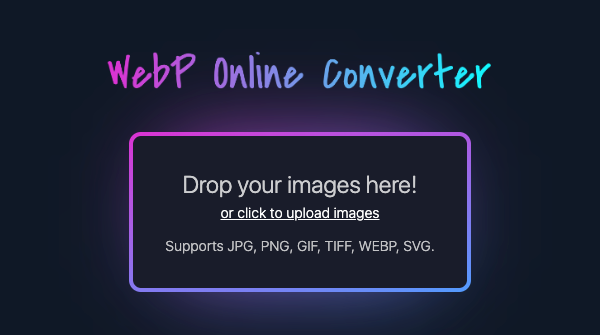 WebP Online Converter
Drop your images here!
or click to upload images
Supports JPG, PNG, GIF, TIFF, WEBP, SVG.